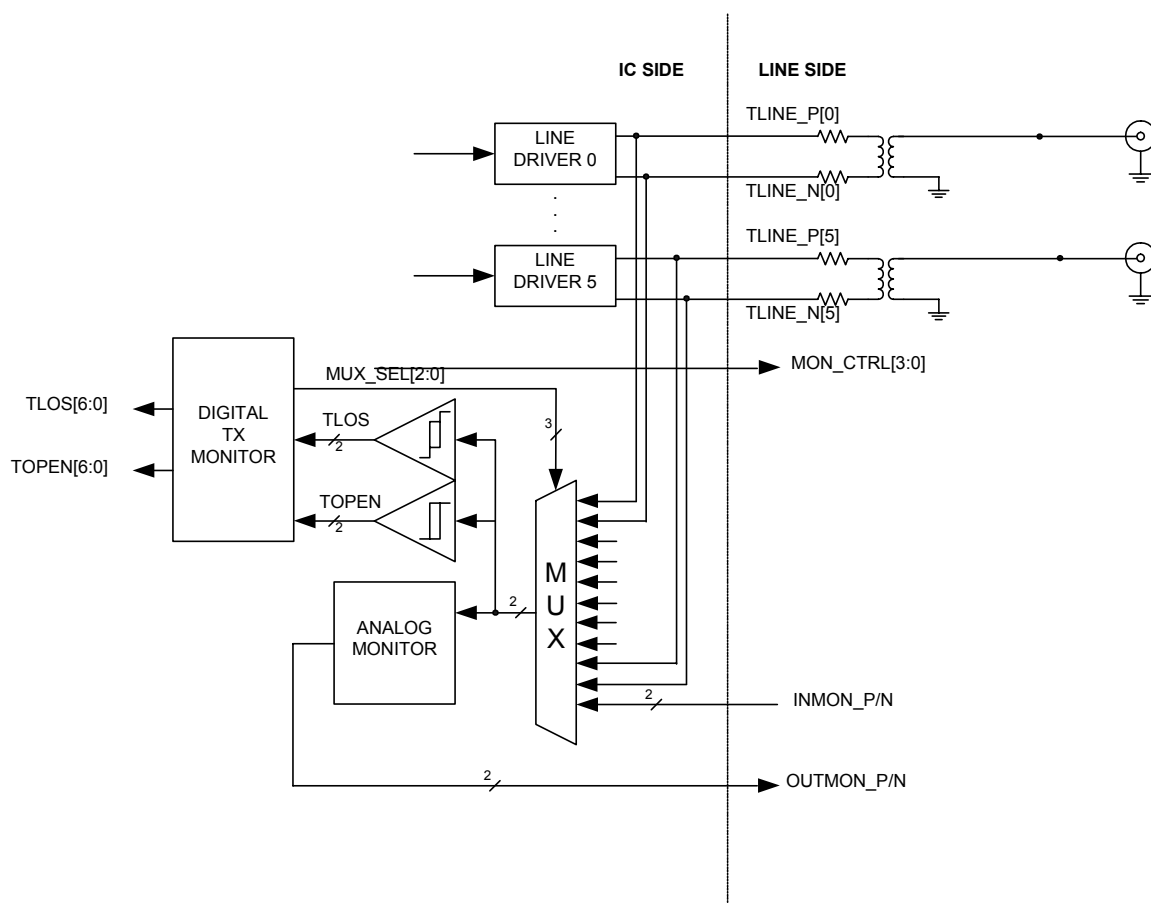 IC SIDE
LINE SIDE
TLINE_P[0]
LINE
DRIVER 0
TLINE_N[0]
.
.
.
TLINE_P[5]
LINE
DRIVER 5
TLINE_N[5]
MUX_SEL[2:0]
MON_CTRL[3:0]
TLOS[6:0]
TLOS
2
3
DIGITAL
TX
MONITOR
TOPEN[6:0]
TOPEN
2
M
U
X
2
ANALOG
MONITOR
2
INMON_P/N
2
OUTMON_P/N